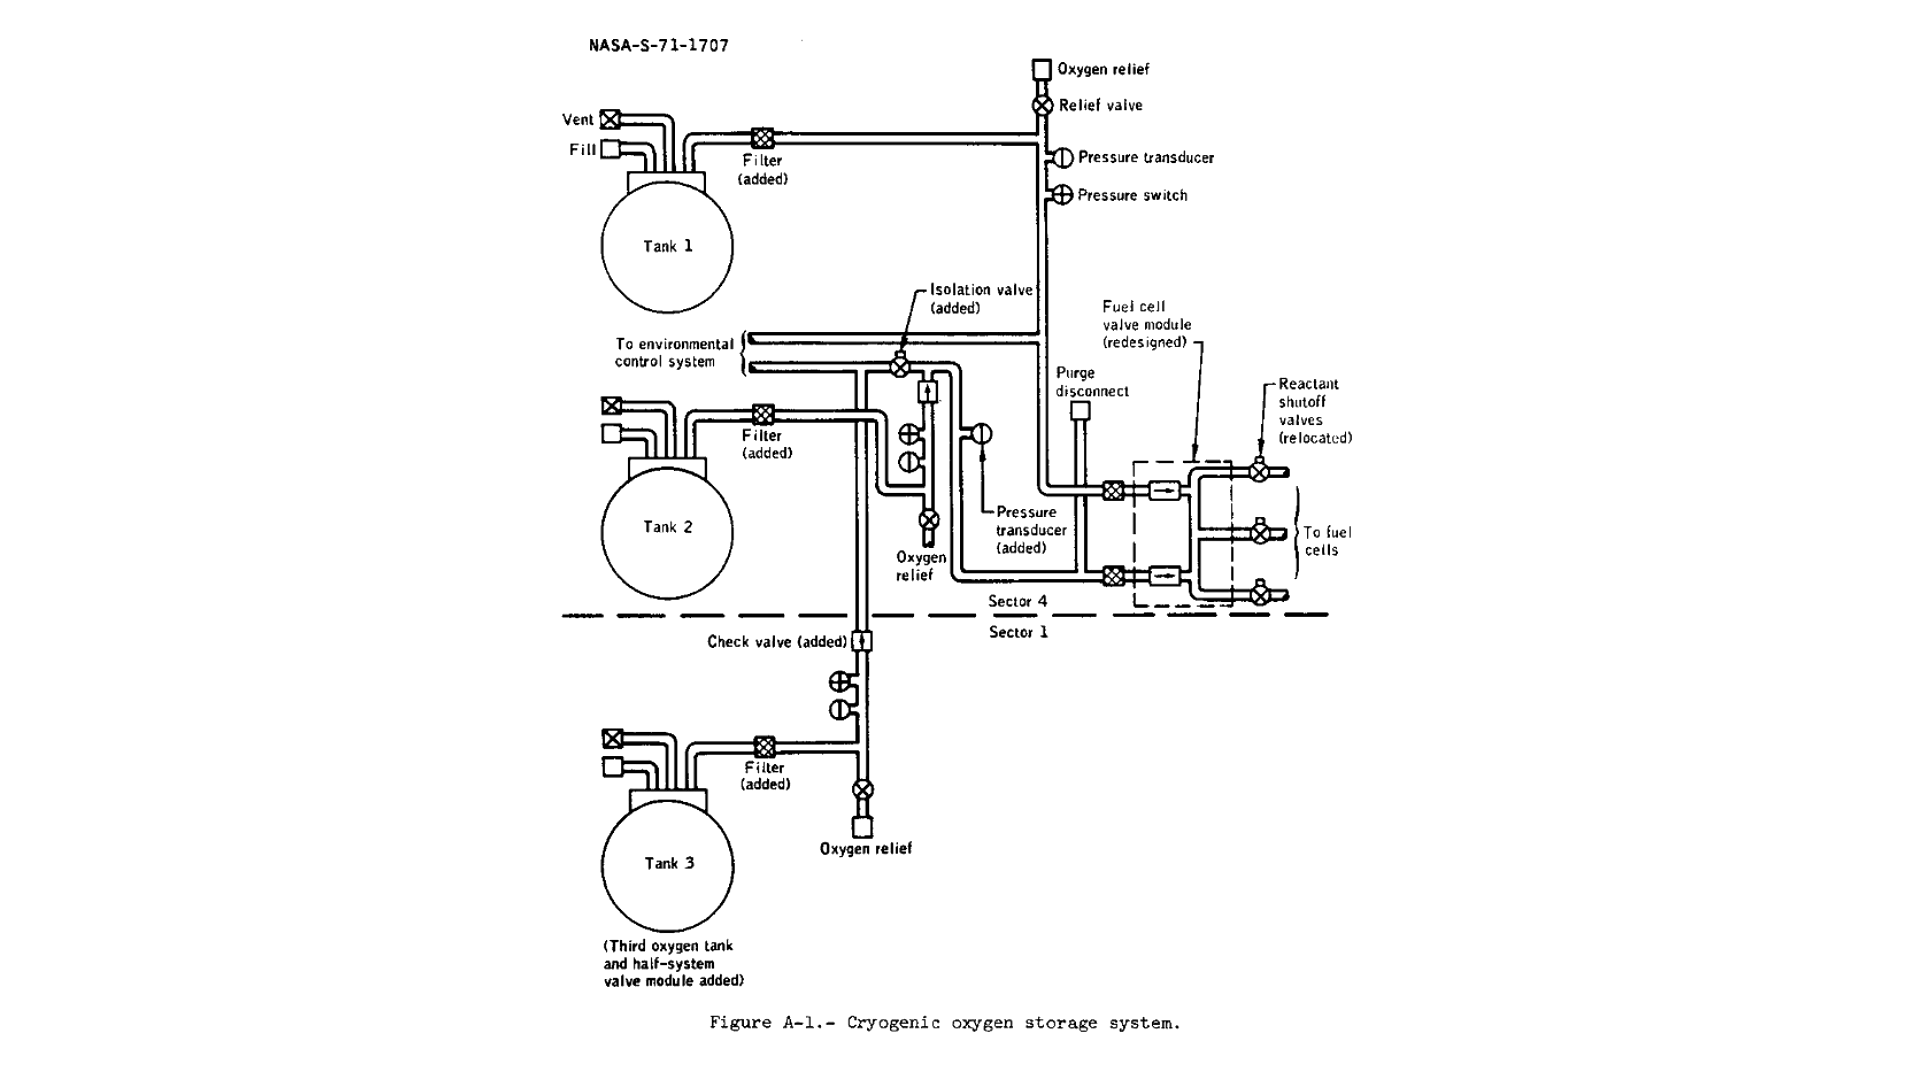 NASA-S-71-1707
Oxygen relief
Relief valve
Vent
Fill
Filter
(added)
Pressure transducer
Pressure switch
Tank 1
Isolation valve
(added)
Fuel cell
valve module
(redesigned)
To environmental
control system
Purge
disconnect
Reactant
shutoff
valves
(relocated)
Filter
(added)
Tank 2
Pressure
transducer
(added)
To fuel
cells
Oxygen
relief
Sector 4
Sector 1
Check valve (added)
Filter
(added)
Oxygen relief
Tank 3
(Third oxygen tank
and half-system
valve module added)
Figure A-1.- Cryogenic oxygen storage system.